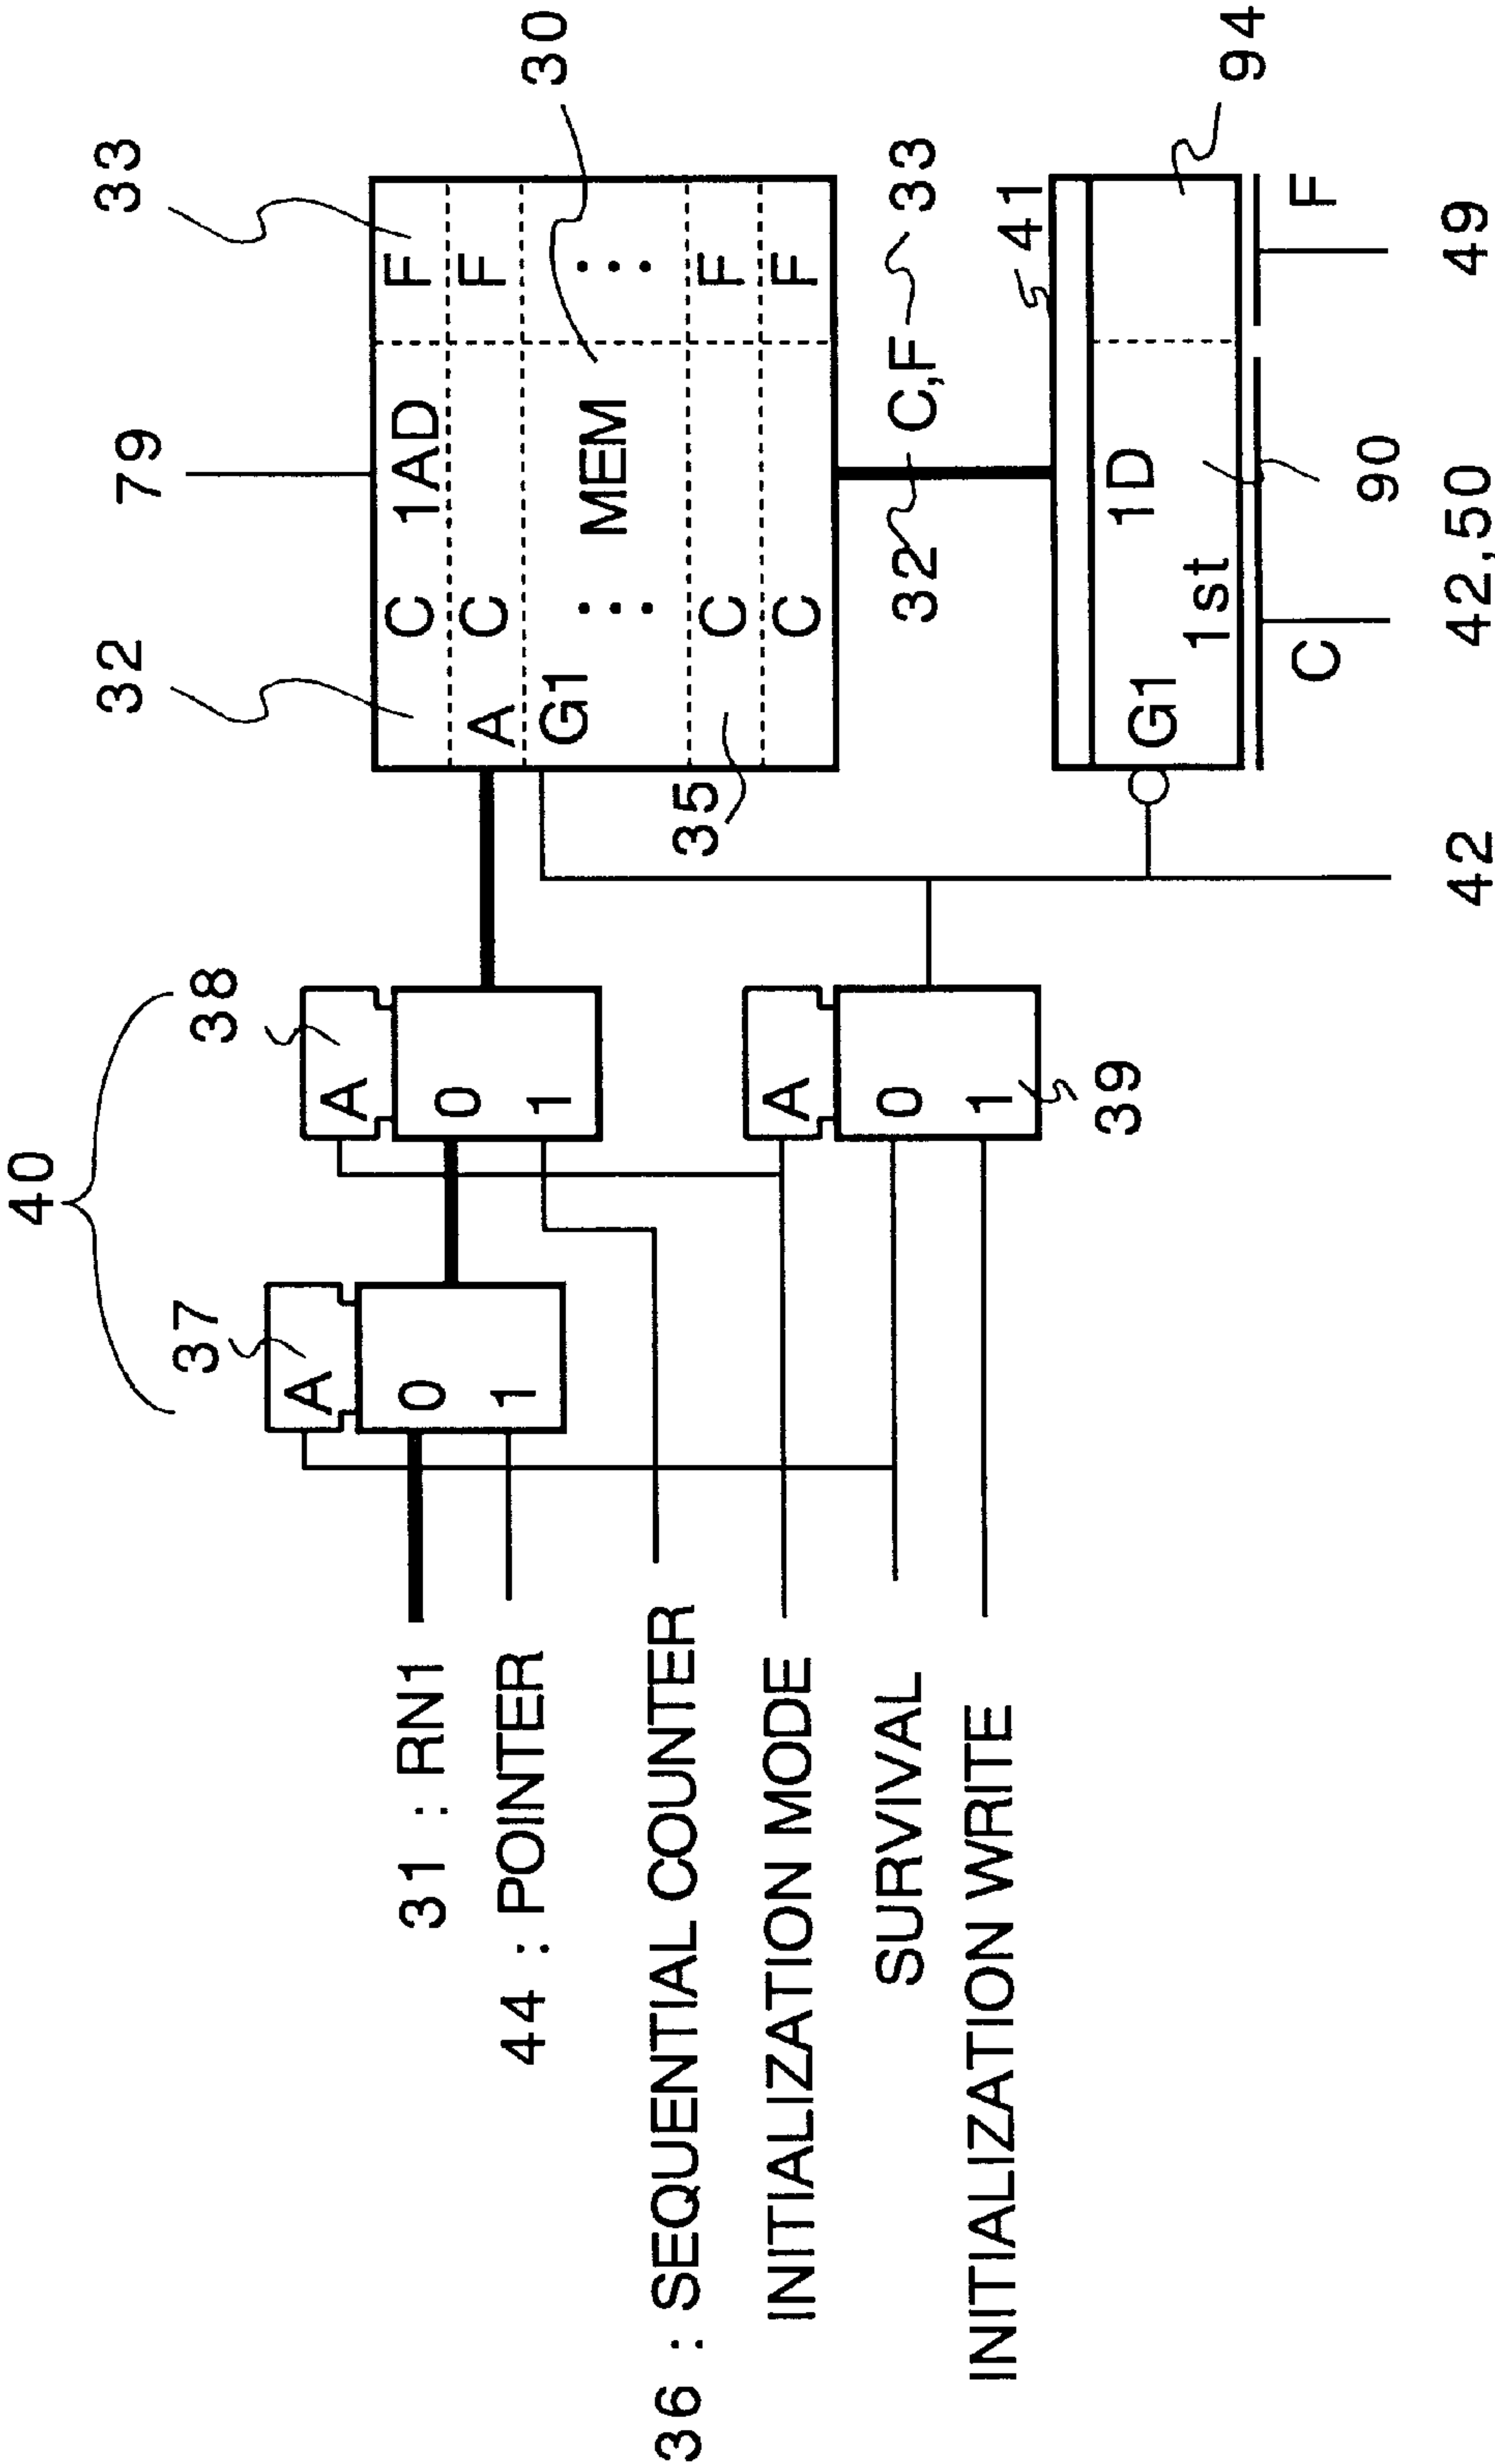 40
37
38
A
0
1
A
0
1
A
0
1
39
31 : RN1
44 : POINTER
36 : SEQUENTIAL COUNTER
INITIALIZATION MODE
SURVIVAL
INITIALIZATION WRITE
32
79
33
30
C 1AD F
A C F
G1 ⋮ MEM ⋮
C F
C F
35
32 C,F 33
41
G1 1D
1st
94
C
90
F
42
42,50
49